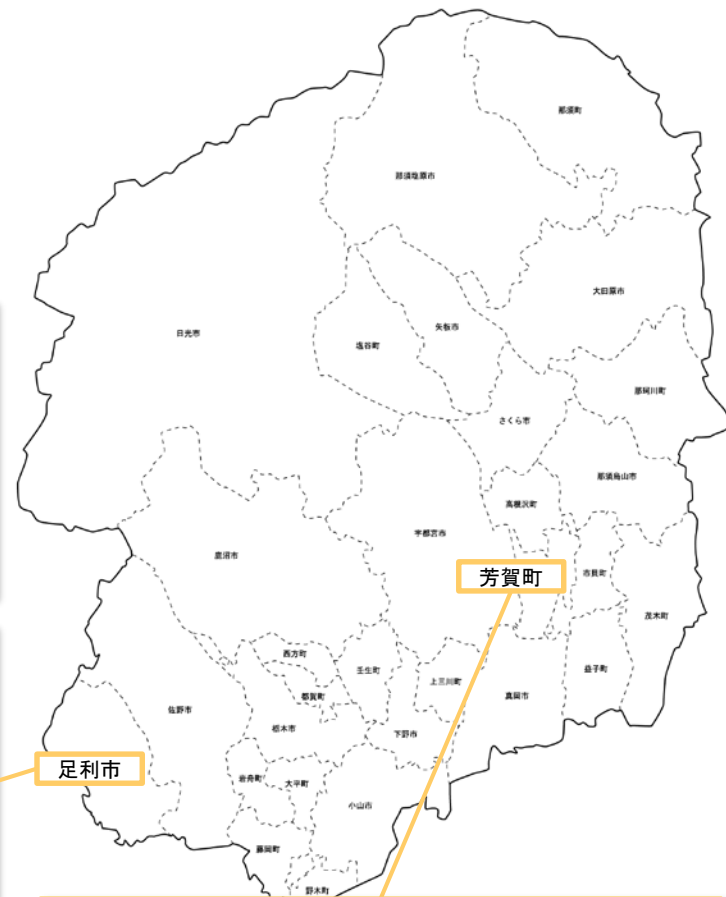 那須町
那須塩原市
大田原市
日光市
矢板市
塩谷町
那珂川町
さくら市
那須烏山市
高根沢町
宇都宮市
鹿沼市
芳賀町
市貝町
茂木町
西方町
壬生町
上三川町
益子町
都賀町
真岡市
佐野市
栃木市
下野市
足利市
岩舟町
大平町
小山市
藤岡町
野木町